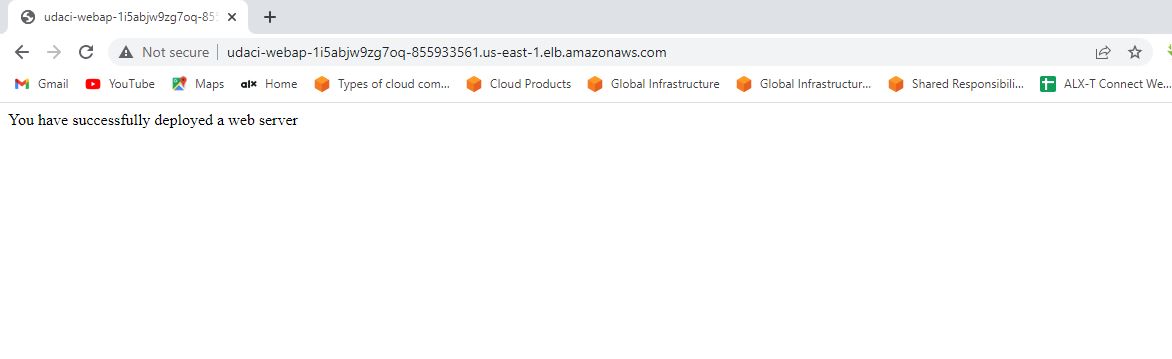 udaci-webap-1i5abjw9zg7oq-85
Not secure udaci-webap-1i5abjw9zg7oq-855933561.us-east-1.elb.amazonaws.com
Gmail YouTube Maps alx Home Types of cloud com... Cloud Products Global Infrastructure Global Infrastructur... Shared Responsibili... ALX-T Connect We...
You have successfully deployed a web server